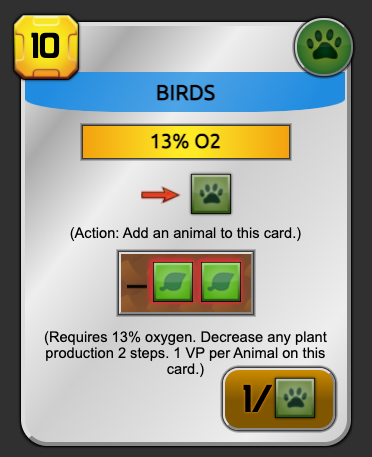 10
BIRDS
13% O2
(Action: Add an animal to this card.)
–
(Requires 13% oxygen. Decrease any plant
production 2 steps. 1 VP per Animal on this
card.)
1/